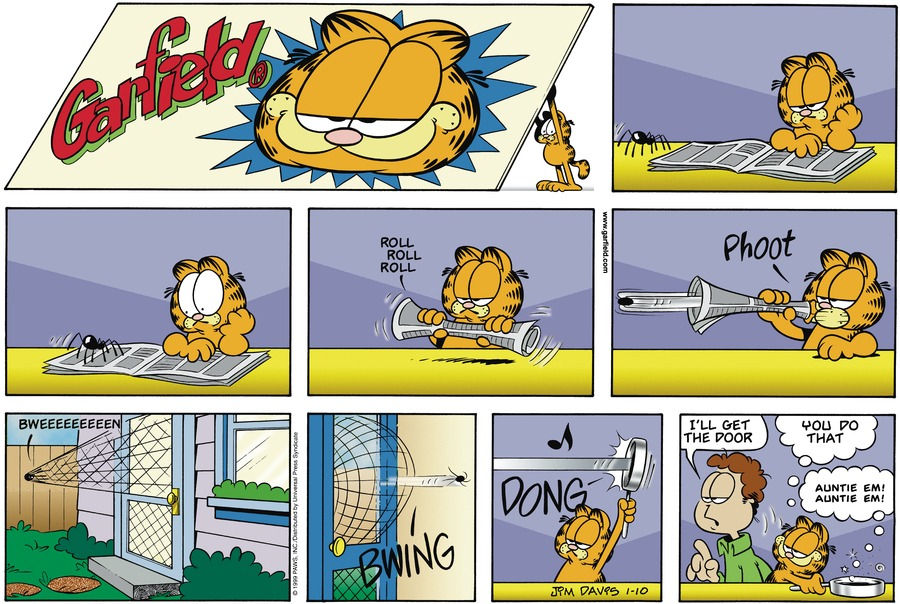 Garfield®
ROLL
ROLL
ROLL
www.garfield.com
Phoot
BWEEEEEEEEEN
© 1999 PAWS, INC./Distributed by Universal Press Syndicate
BWING
DONG
JIM DAVIS 1-10
I'LL GET
THE DOOR
YOU DO
THAT
AUNTIE EM!
AUNTIE EM!